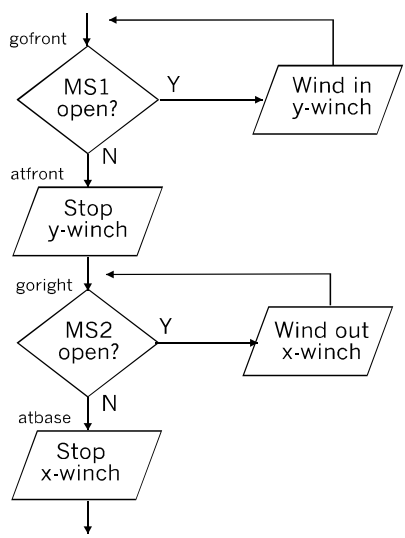 gofront
MS1
open?
Y
Wind in
y-winch
N
atfront
Stop
y-winch
goright
MS2
open?
Y
Wind out
x-winch
N
atbase
Stop
x-winch